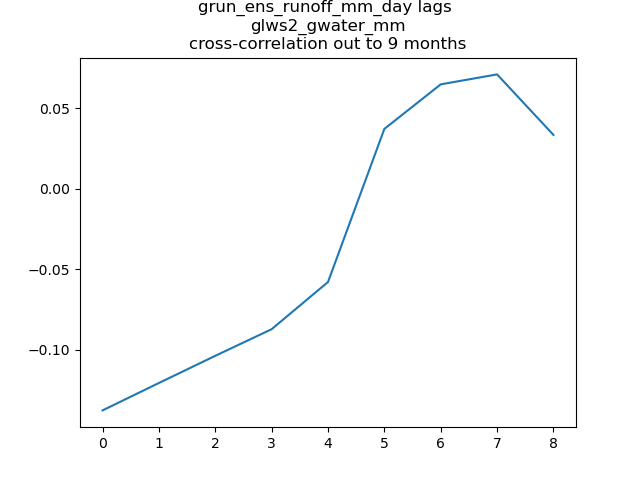 grun_ens_runoff_mm_day lags
glws2_gwater_mm
cross-correlation out to 9 months
0.05
0.00
−0.05
−0.10
0 1 2 3 4 5 6 7 8